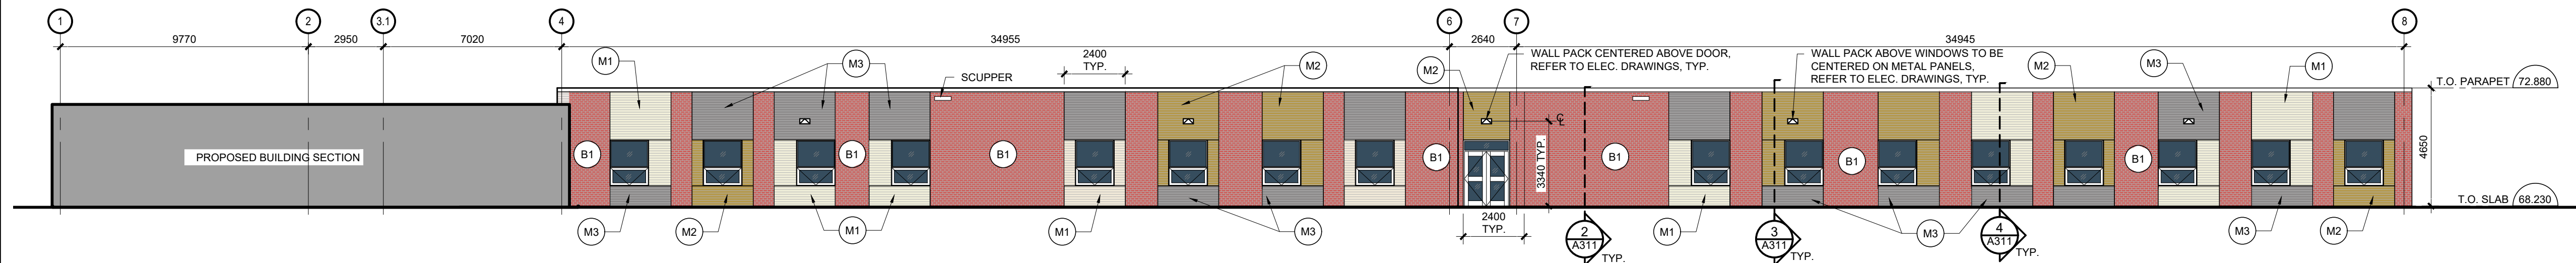 1
2
3.1
4
6
7
8
9770
2950
7020
34955
2640
34945
M1
M3
SCUPPER
2400
TYP.
M2
M2
WALL PACK CENTERED ABOVE DOOR,
REFER TO ELEC. DRAWINGS, TYP.
WALL PACK ABOVE WINDOWS TO BE
CENTERED ON METAL PANELS,
REFER TO ELEC. DRAWINGS, TYP.
M2
M3
M1
T.O. PARAPET
72.880
PROPOSED BUILDING SECTION
B1
B1
B1
B1
B1
B1
B1
℄
3340 TYP.
4650
T.O. SLAB
68.230
M3
M2
M1
M1
M3
2400
TYP.
2
A311
TYP.
M1
3
A311
TYP.
M3
4
A311
TYP.
M3
M2